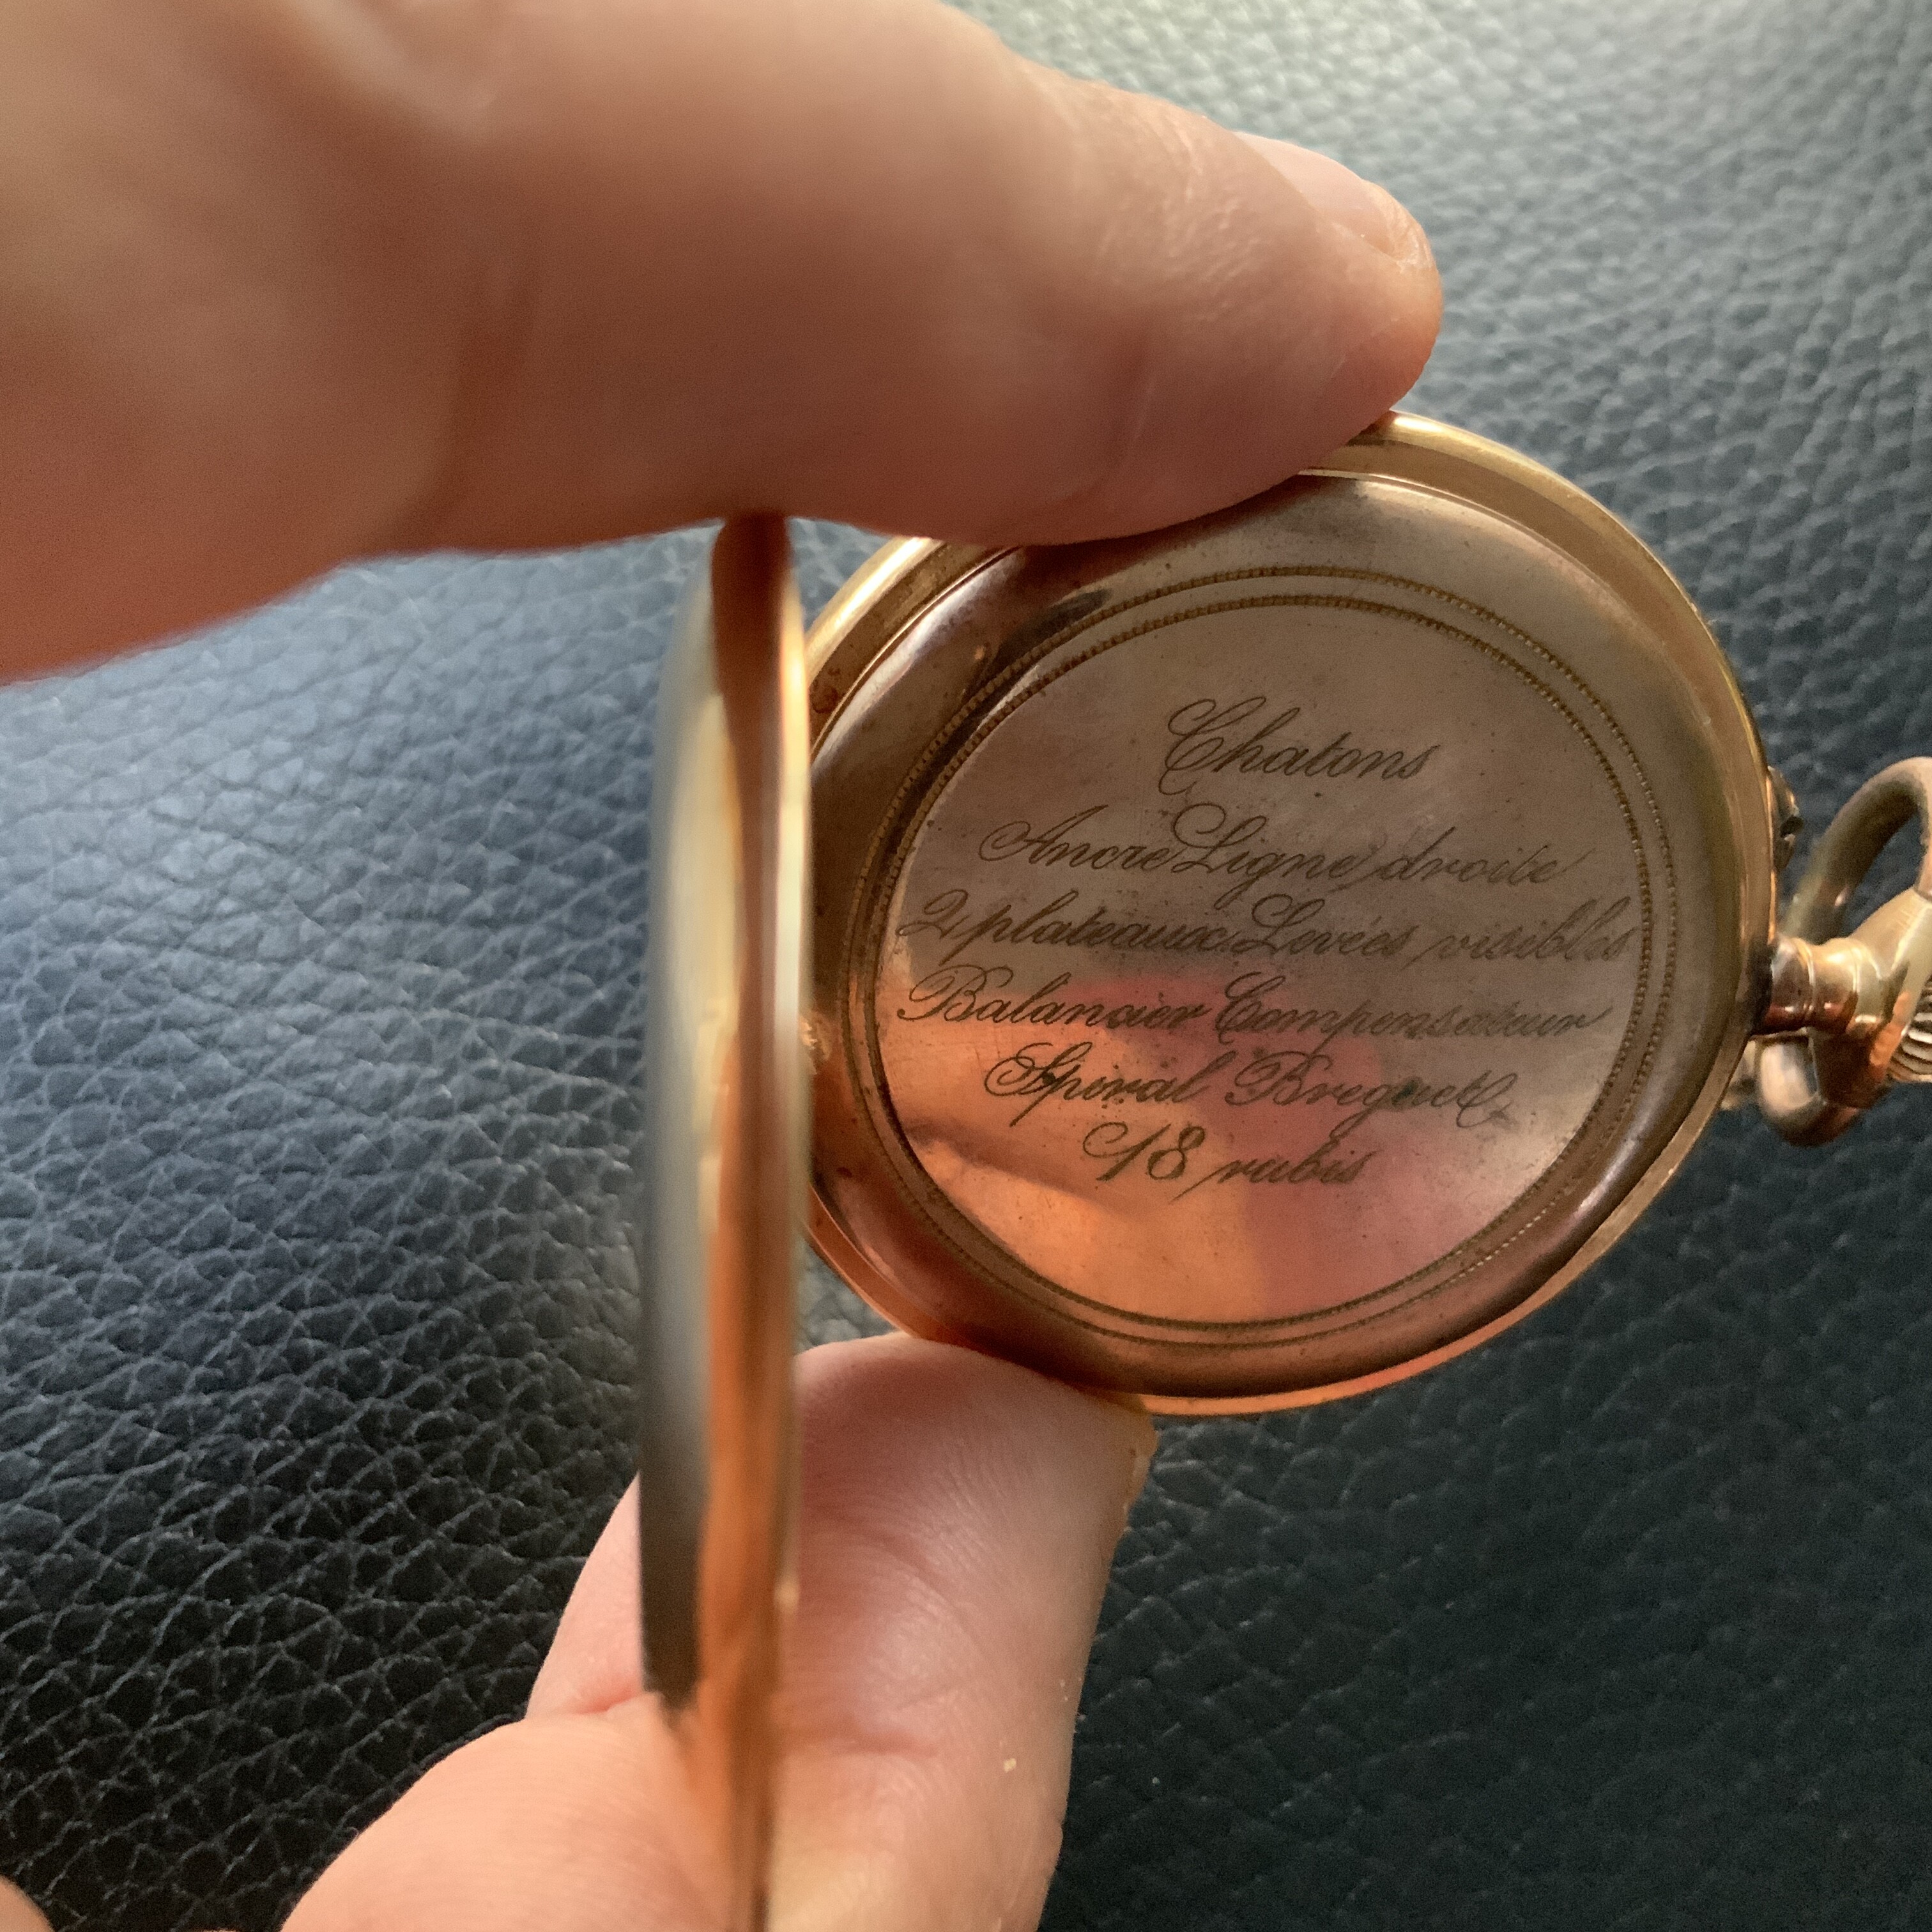 Chatons
Ancre Ligne droite
2 plateaux Levées visibles
Balancier Compensateur
Spiral Breguet
18 rubis